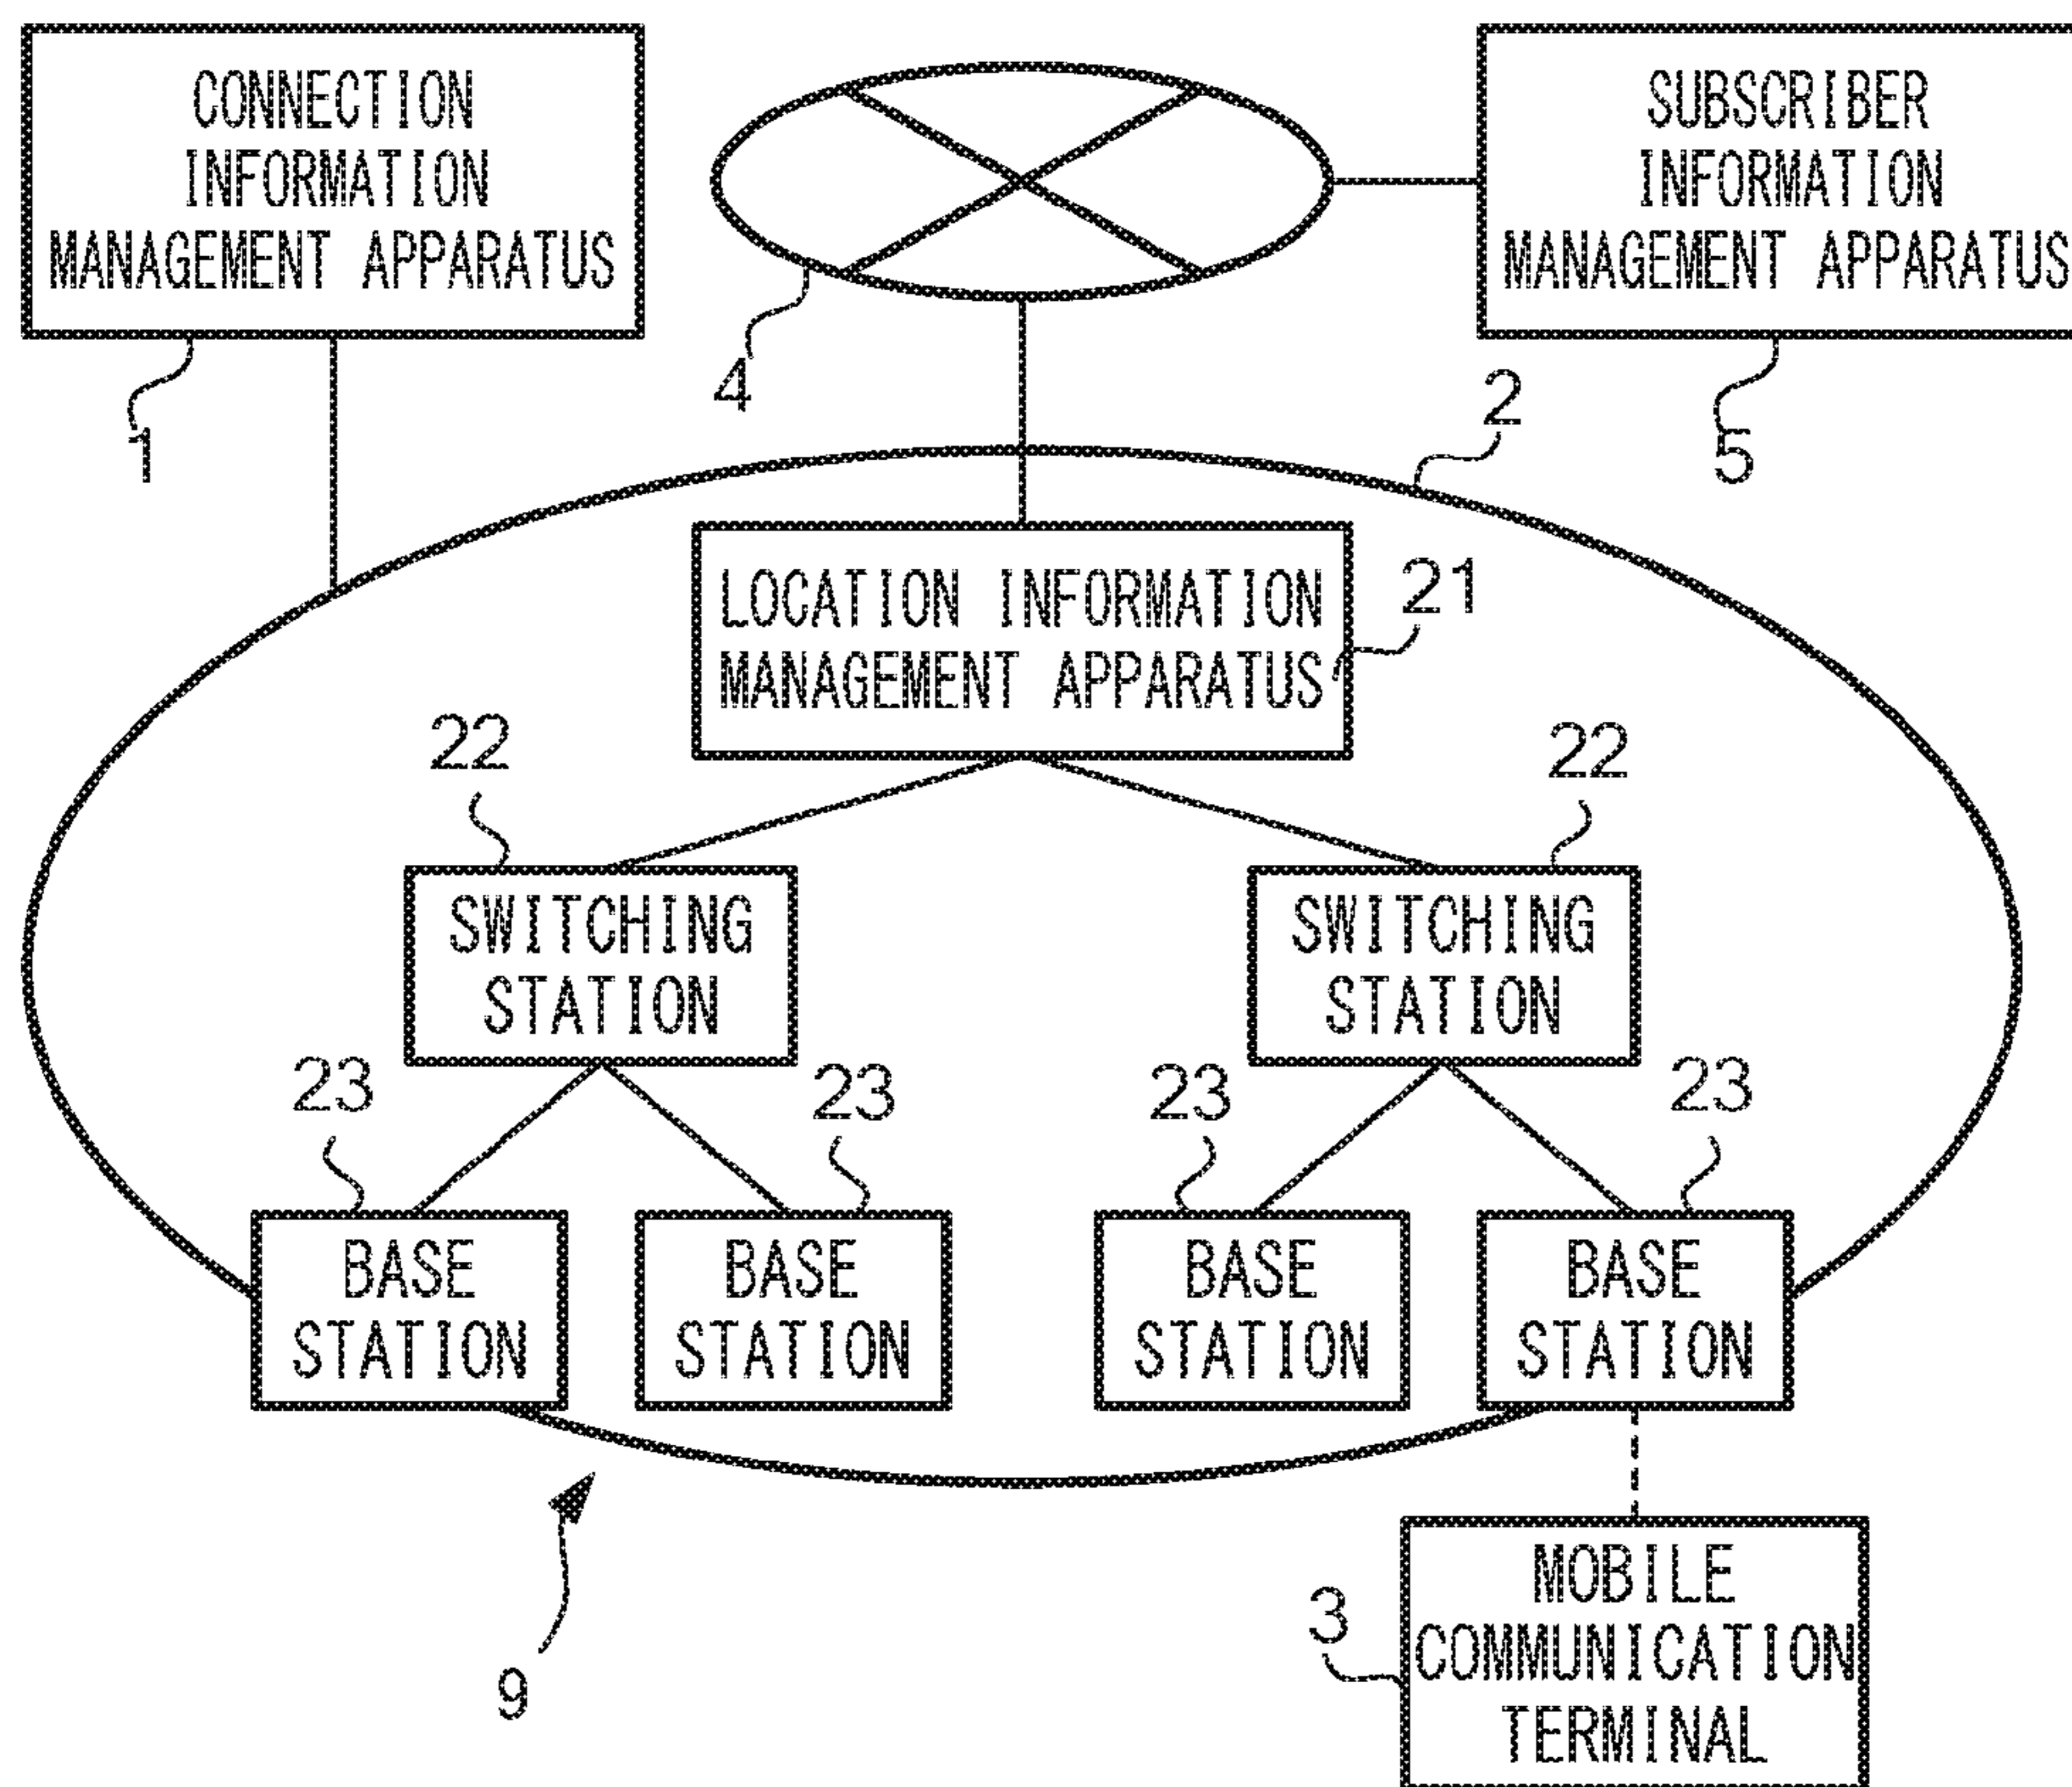 CONNECTION
INFORMATION
MANAGEMENT APPARATUS
SUBSCRIBER
INFORMATION
MANAGEMENT APPARATUS
1
4
2
5
LOCATION INFORMATION
MANAGEMENT APPARATUS
21
22
22
SWITCHING
STATION
SWITCHING
STATION
23
23
23
23
BASE
STATION
BASE
STATION
BASE
STATION
BASE
STATION
9
3
MOBILE
COMMUNICATION
TERMINAL